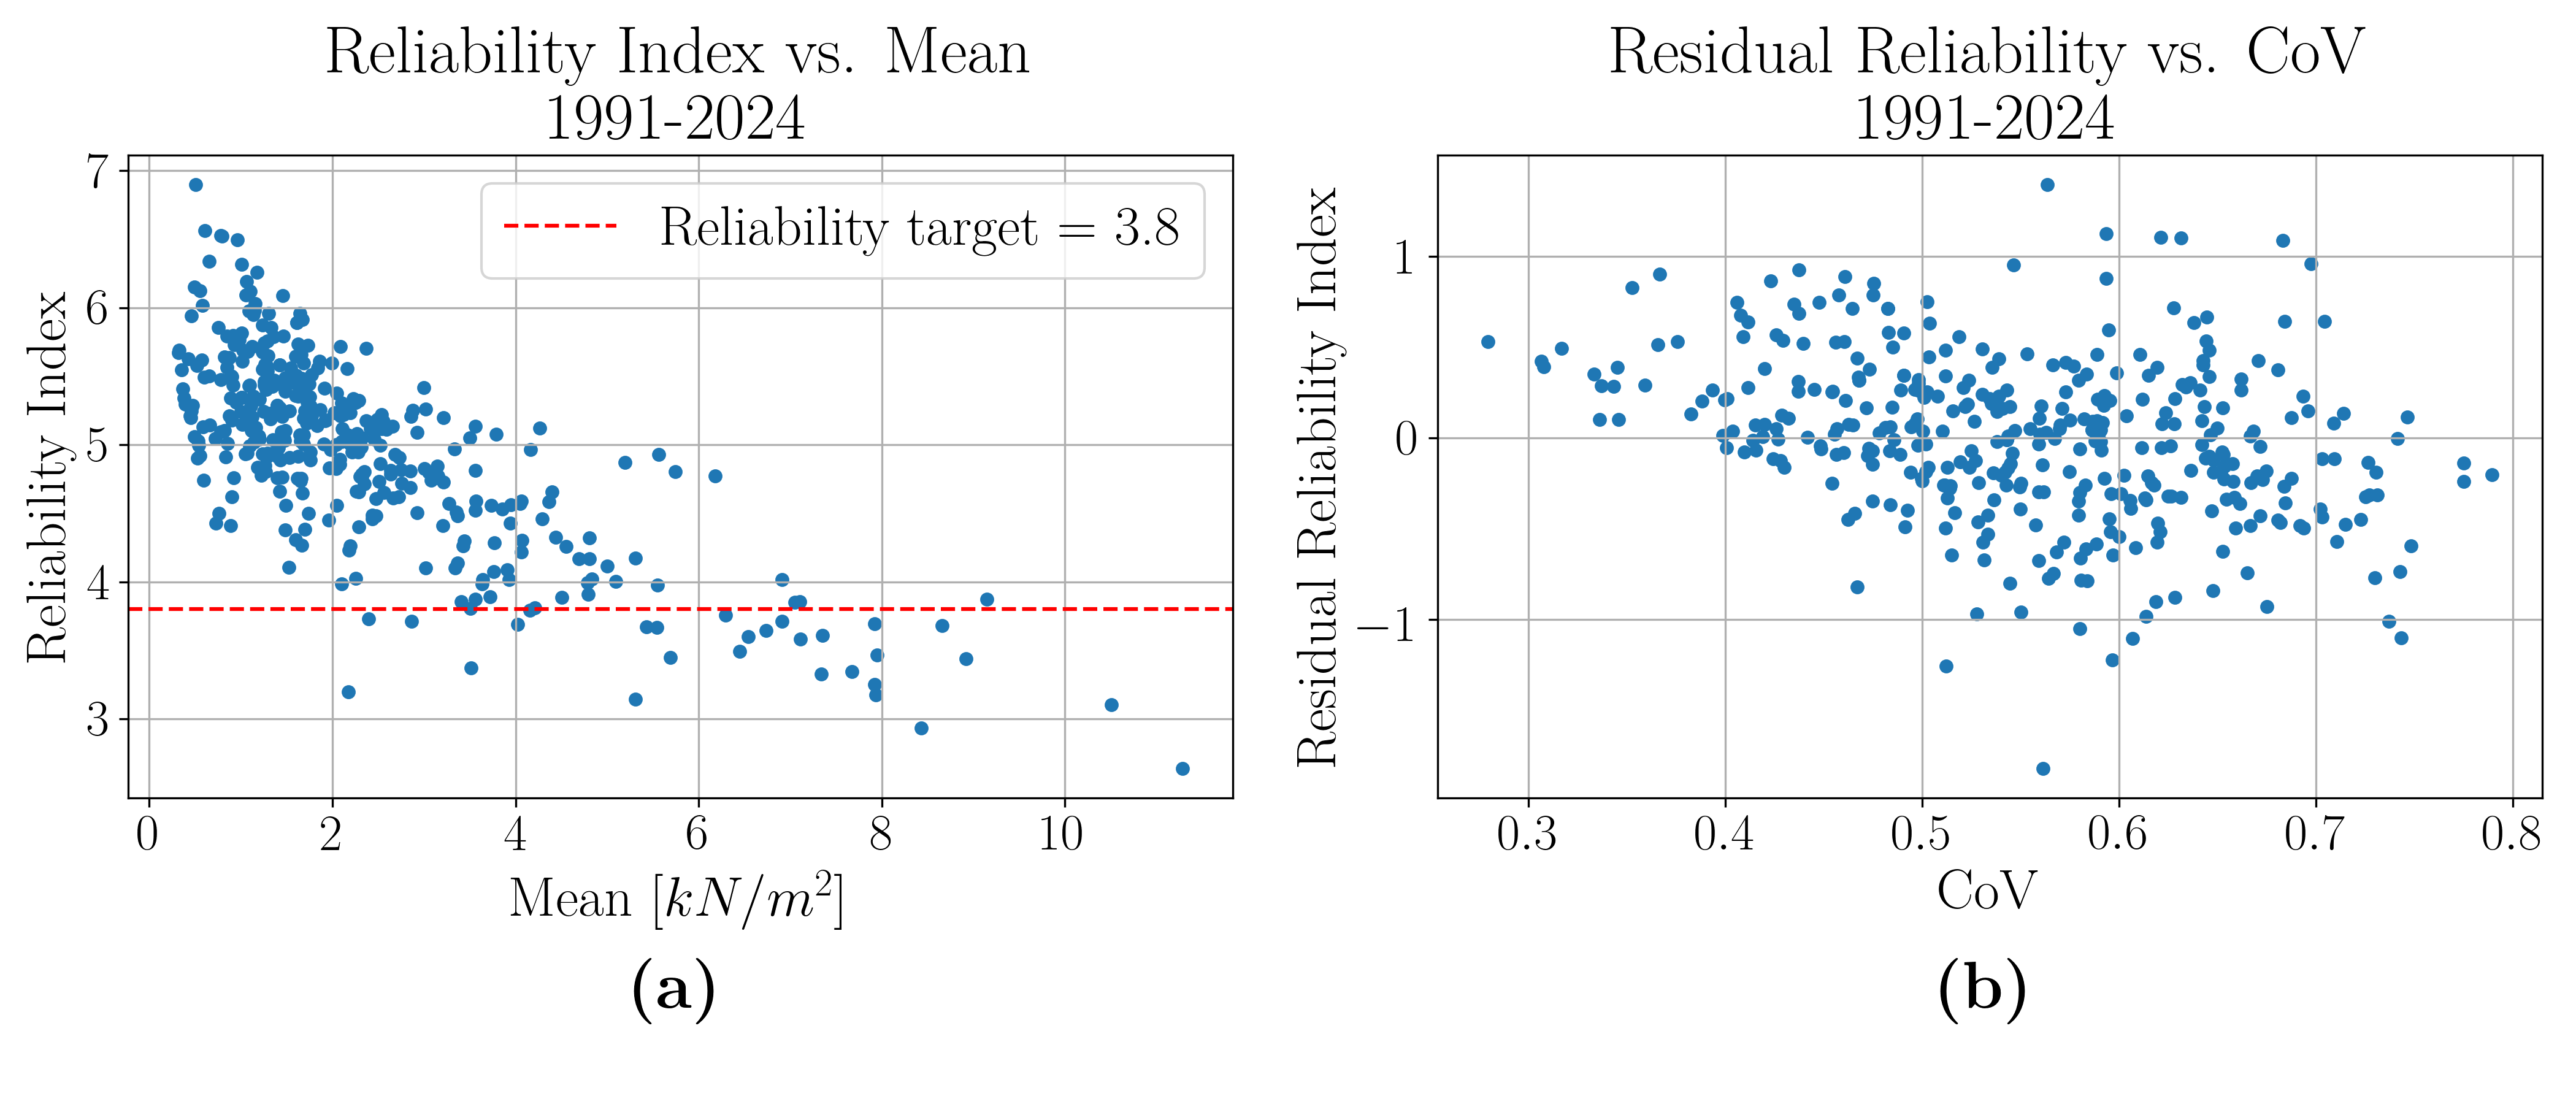 Reliability Index vs. Mean
1991-2024
Reliability Index
7
6
5
4
3
Reliability target = 3.8
0 2 4 6 8 10
Mean [kN/m²]
(a)
Residual Reliability vs. CoV
1991-2024
Residual Reliability Index
1
0
−1
0.3 0.4 0.5 0.6 0.7 0.8
CoV
(b)